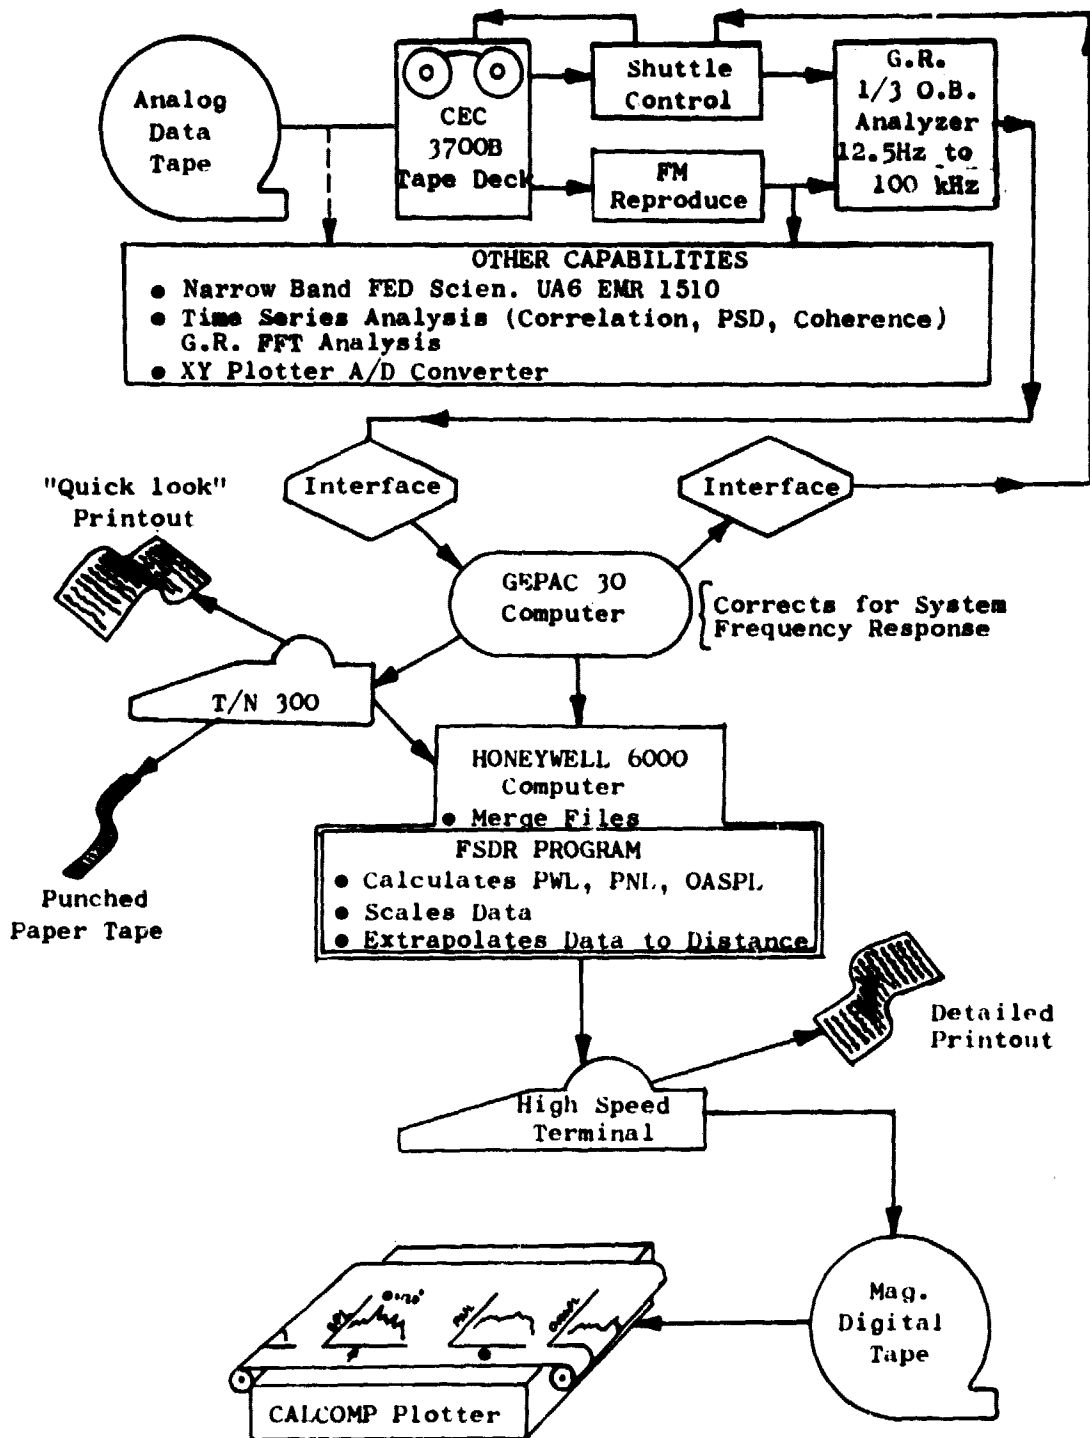 Analog
Data
Tape
CEC
3700B
Tape Deck
Shuttle
Control
FM
Reproduce
G.R.
1/3 O.B.
Analyzer
12.5Hz to
100 kHz
OTHER CAPABILITIES
● Narrow Band FED Scien. UA6 EMR 1510
● Time Series Analysis (Correlation, PSD, Coherence)
G.R. FFT Analysis
● XY Plotter A/D Converter
"Quick look"
Printout
Interface
Interface
GEPAC 30
Computer
Corrects for System
Frequency Response
T/N 300
HONEYWELL 6000
Computer
● Merge Files
FSDR PROGRAM
● Calculates PWL, PNL, OASPL
● Scales Data
● Extrapolates Data to Distance
Punched
Paper Tape
Detailed
Printout
High Speed
Terminal
Mag.
Digital
Tape
CALCOMP Plotter